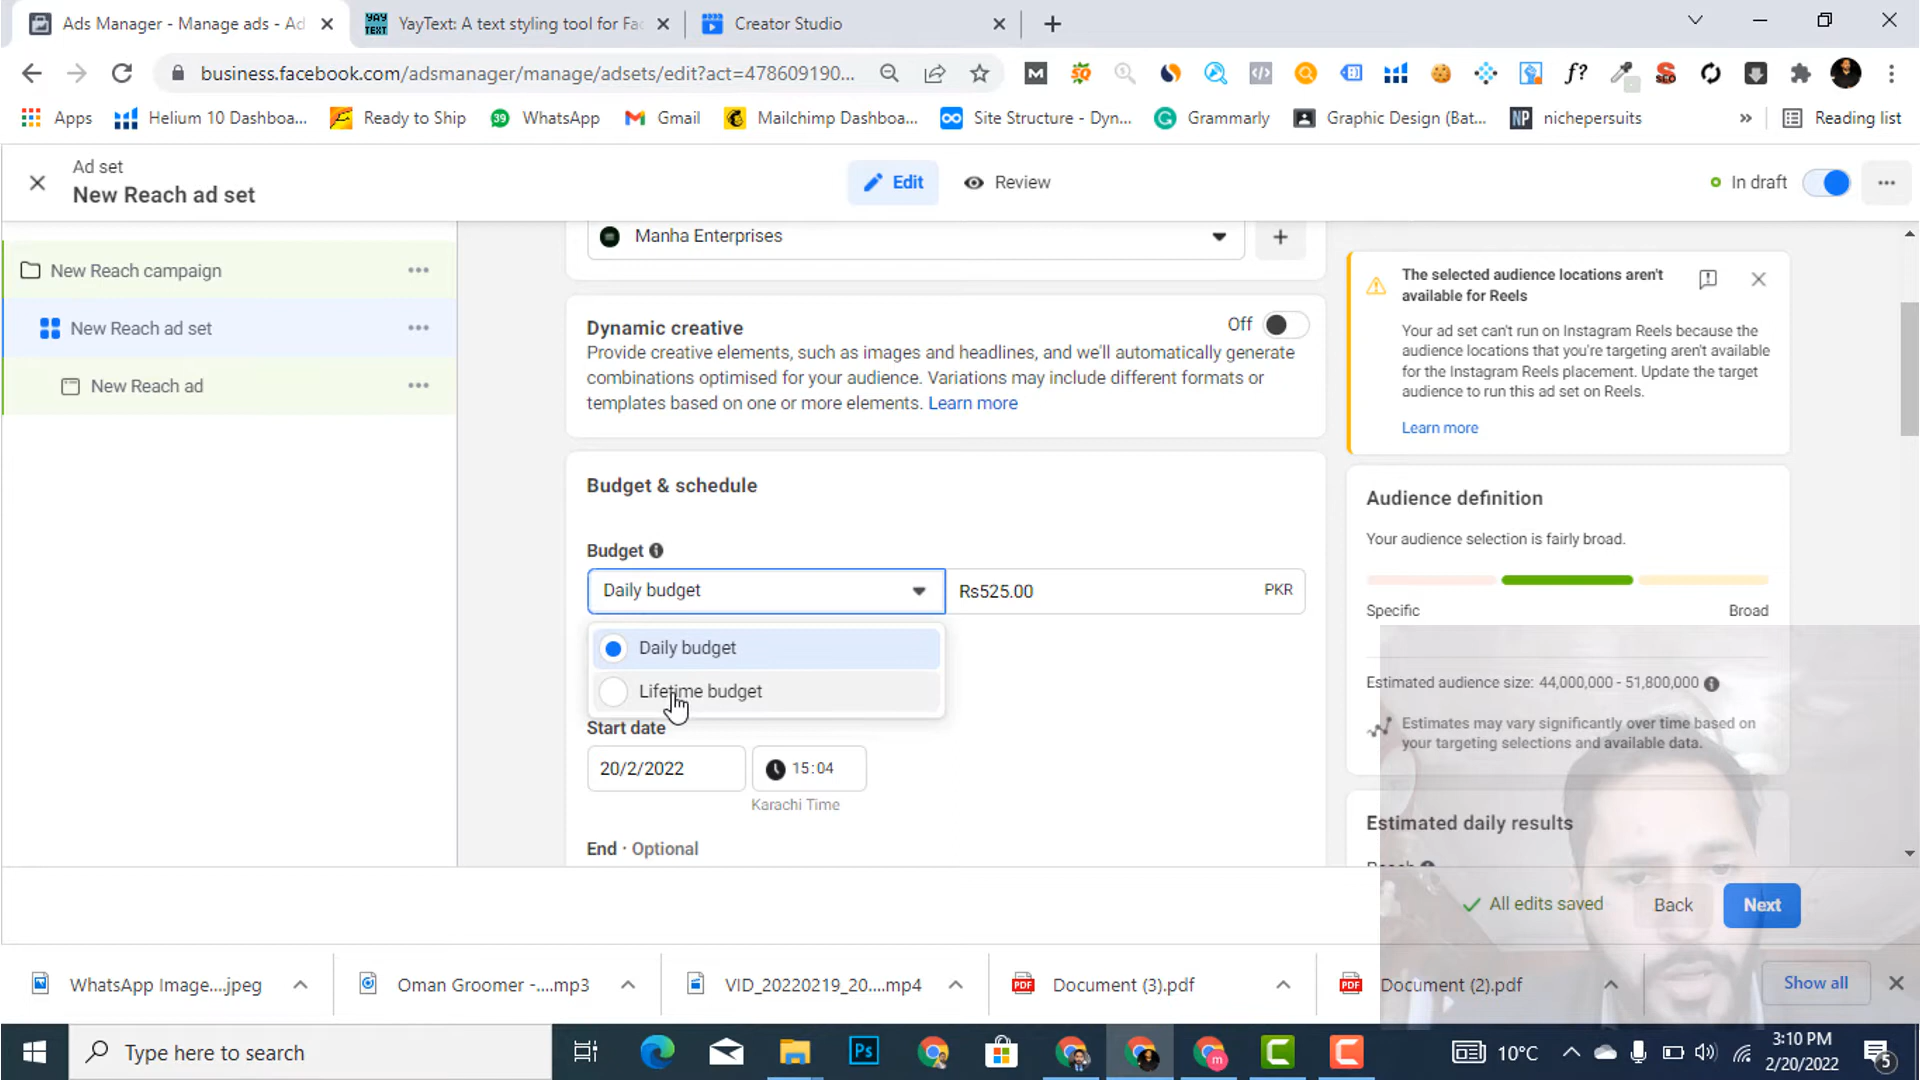 Ads Manager - Manage ads - Ad
YayText: A text styling tool for Fac
Creator Studio
business.facebook.com/adsmanager/manage/adsets/edit?act=478609190...
Apps
Helium 10 Dashboa...
Ready to Ship
WhatsApp
Gmail
Mailchimp Dashboa...
Site Structure - Dyn...
Grammarly
Graphic Design (Bat...
nichepersuits
Reading list
Ad set
New Reach ad set
Edit
Review
In draft
New Reach campaign
New Reach ad set
New Reach ad
Manha Enterprises
Dynamic creative
Off
Provide creative elements, such as images and headlines, and we'll automatically generate
combinations optimised for your audience. Variations may include different formats or
templates based on one or more elements. Learn more
Budget & schedule
Budget
Daily budget
Rs525.00
PKR
Daily budget
Lifetime budget
Start date
20/2/2022
15:04
Karachi Time
End · Optional
The selected audience locations aren't
available for Reels
Your ad set can't run on Instagram Reels because the
audience locations that you're targeting aren't available
for the Instagram Reels placement. Update the target
audience to run this ad set on Reels.
Learn more
Audience definition
Your audience selection is fairly broad.
Specific
Broad
Estimated audience size: 44,000,000 - 51,800,000
Estimates may vary significantly over time based on
your targeting selections and available data.
Estimated daily results
Reach
All edits saved
Back
Next
WhatsApp Image....jpeg
Oman Groomer -....mp3
VID_20220219_20....mp4
Document (3).pdf
Document (2).pdf
Show all
Type here to search
10°C
3:10 PM
2/20/2022
5